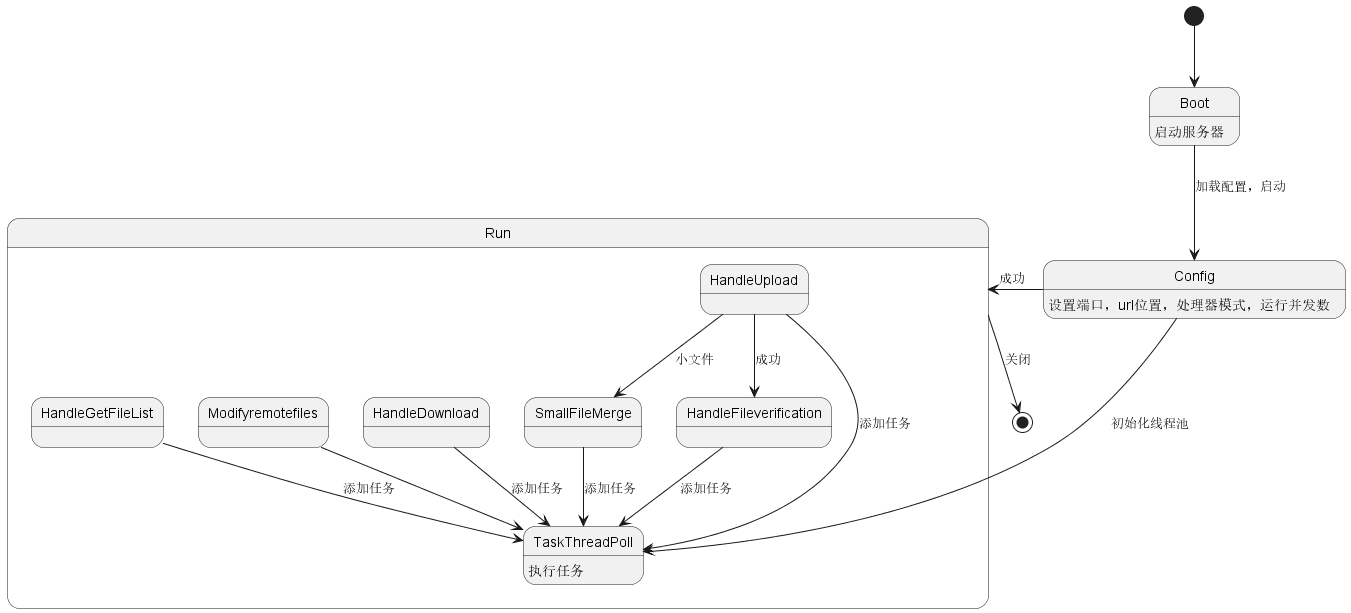 Boot
启动服务器
加载配置，启动
Run
Config
设置端口，url位置，处理器模式，运行并发数
成功
HandleUpload
小文件
成功
关闭
HandleGetFileList
Modifyremotefiles
HandleDownload
SmallFileMerge
HandleFileverification
添加任务
初始化线程池
添加任务
添加任务
添加任务
添加任务
TaskThreadPoll
执行任务